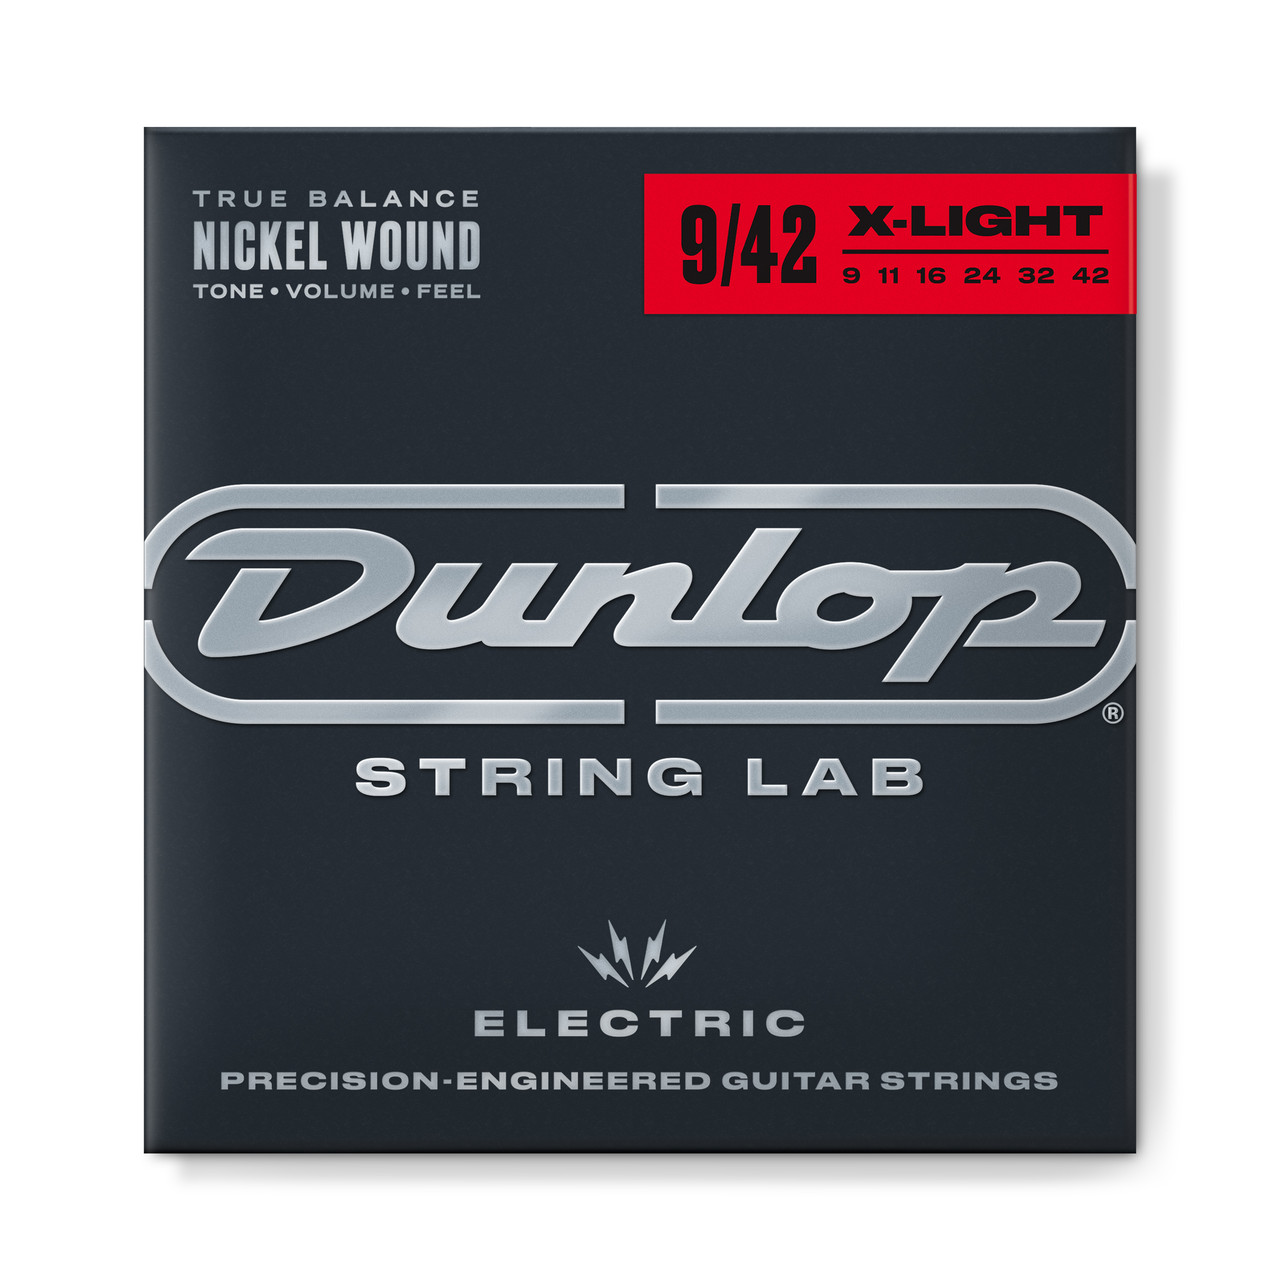 TRUE BALANCE
NICKEL WOUND
TONE • VOLUME • FEEL
9/42
X-LIGHT
9 11 16 24 32 42
Dunlop
®
STRING LAB
ELECTRIC
PRECISION-ENGINEERED GUITAR STRINGS